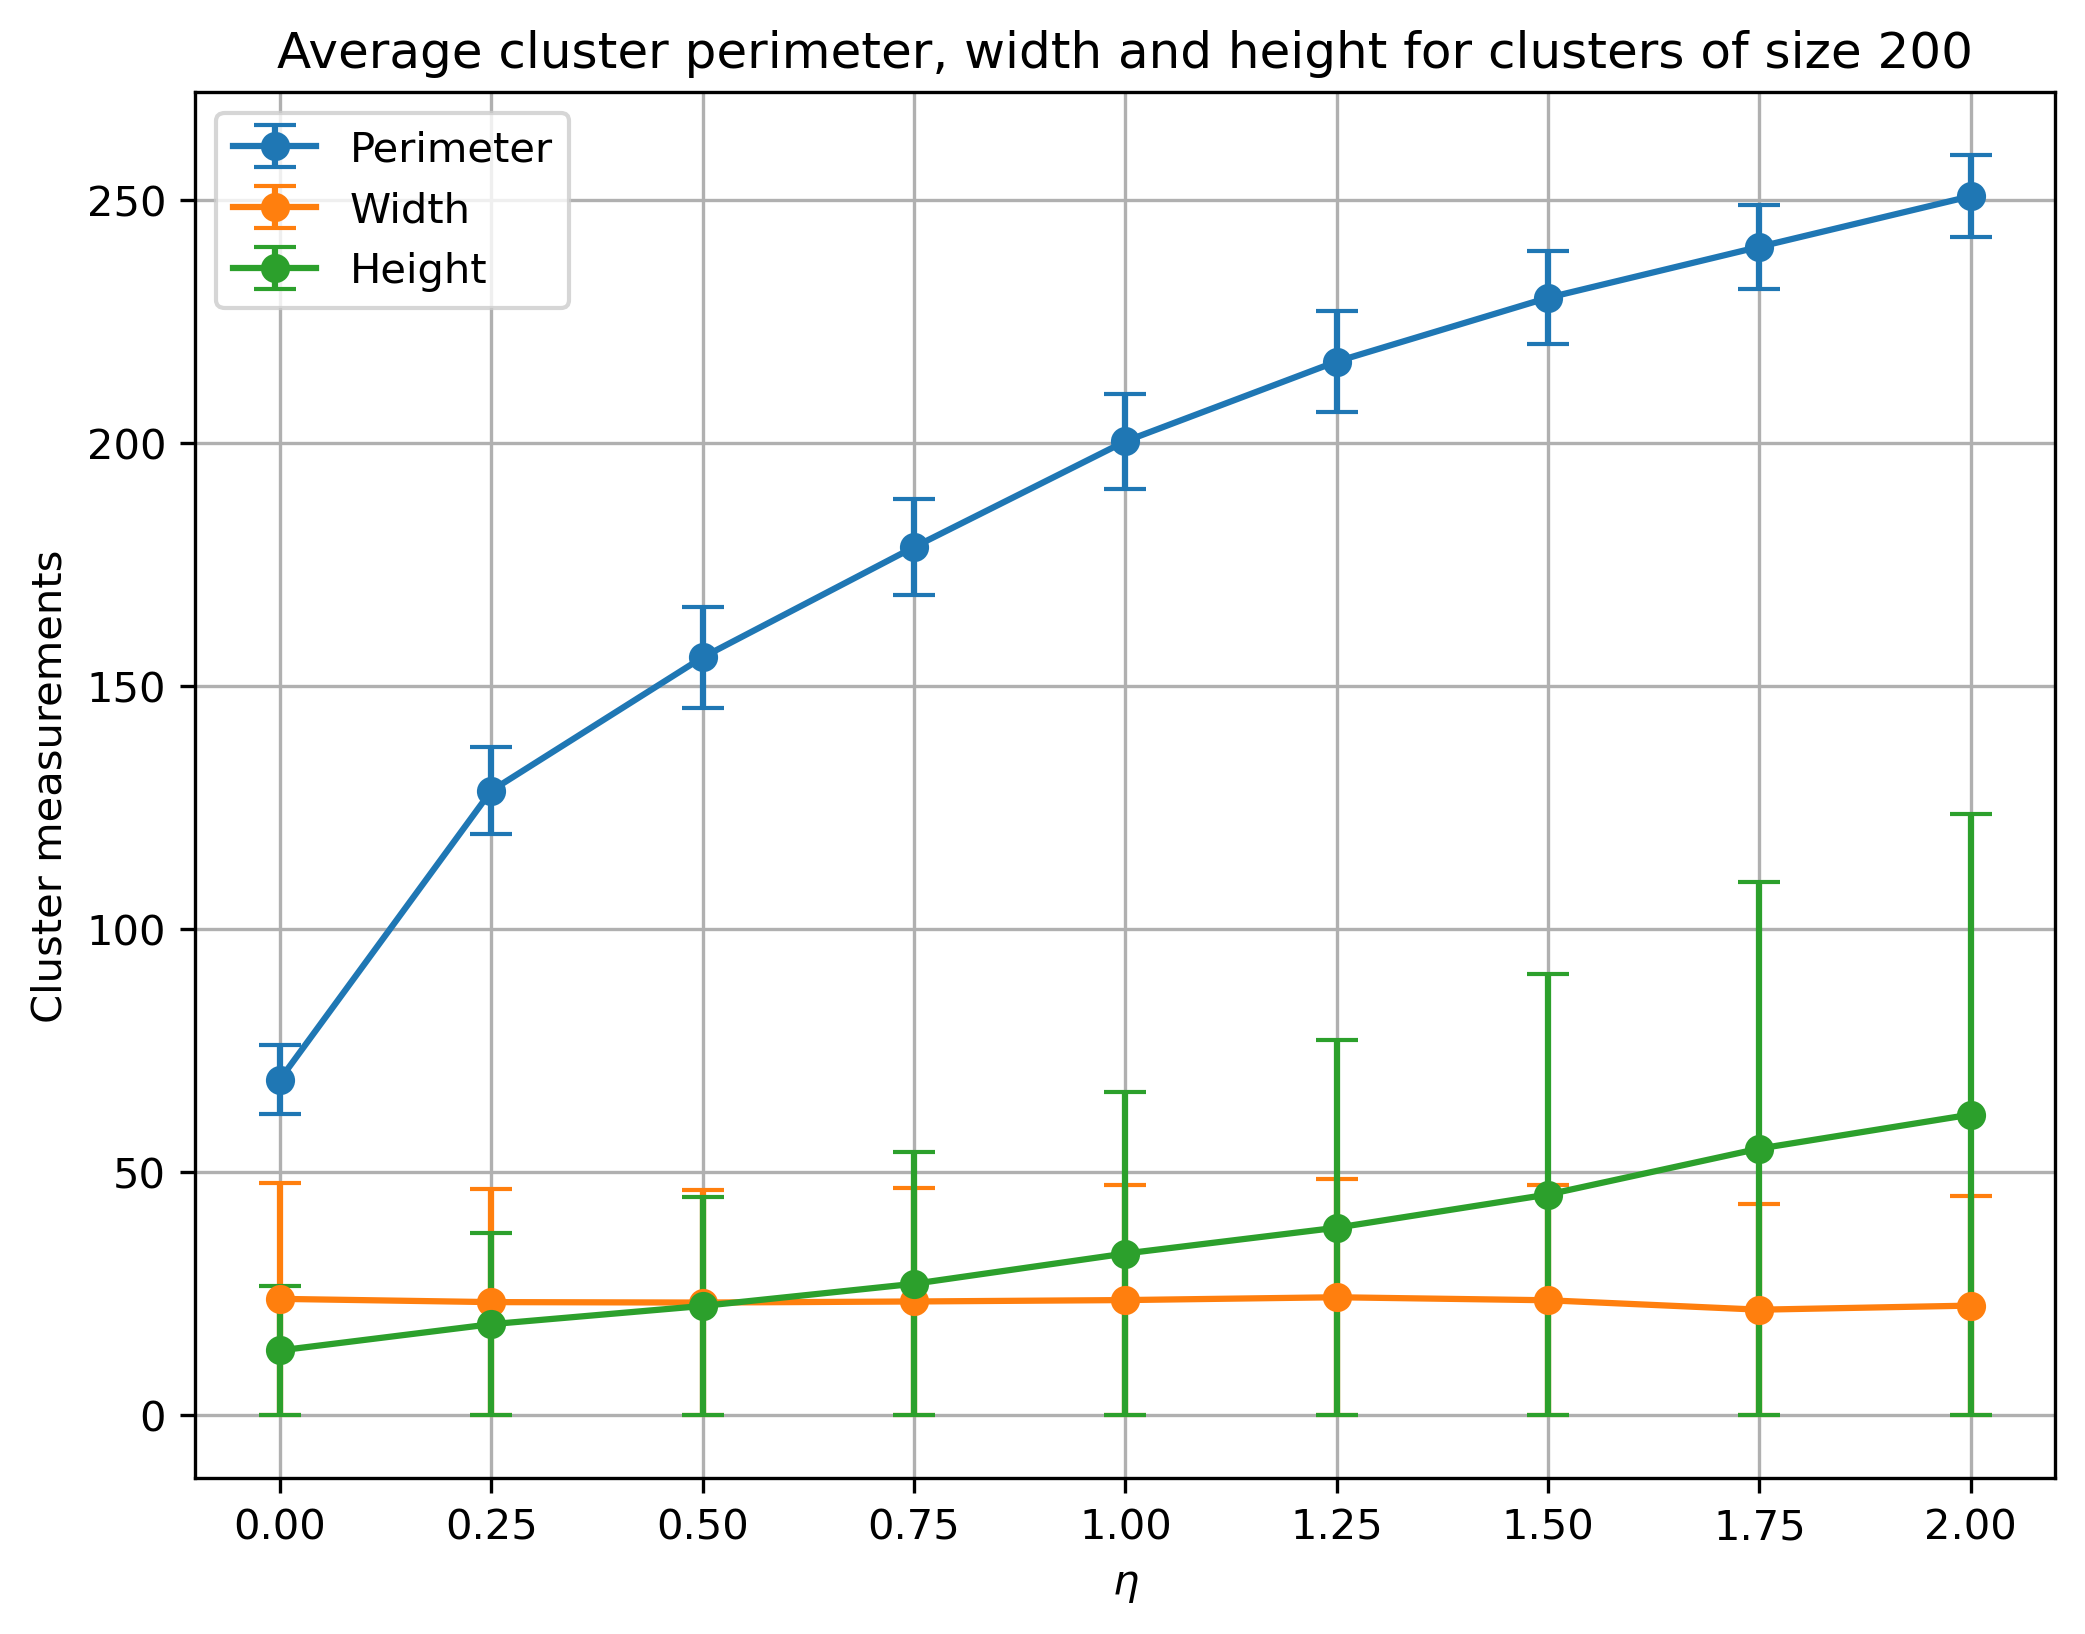 Average cluster perimeter, width and height for clusters of size 200
Perimeter
Width
Height
Cluster measurements
250
200
150
100
50
0
0.00 0.25 0.50 0.75 1.00 1.25 1.50 1.75 2.00
η